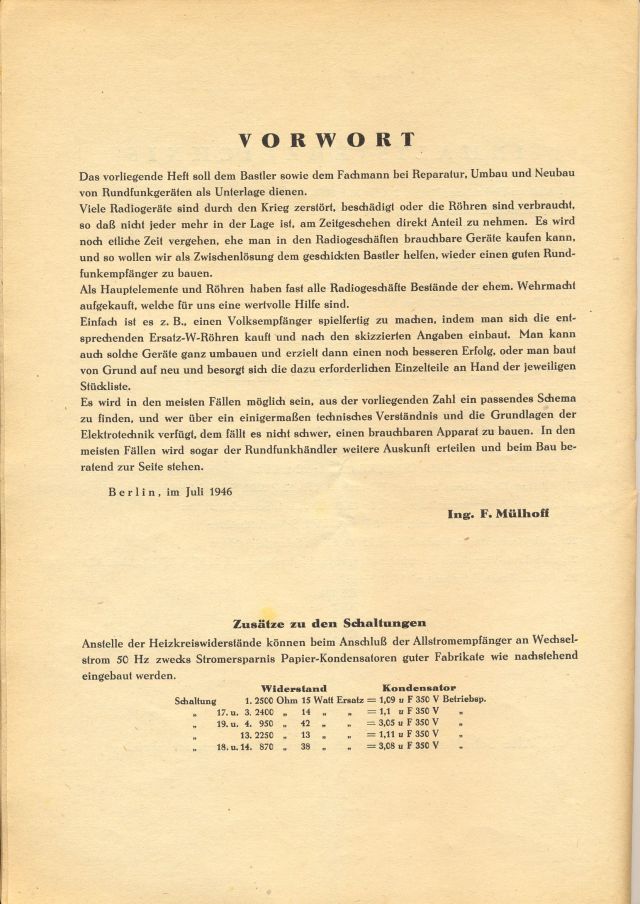 VORWORT
Das vorliegende Heft soll dem Bastler sowie dem Fachmann bei Reparatur, Umbau und Neubau
von Rundfunkgeräten als Unterlage dienen.
Viele Radiogeräte sind durch den Krieg zerstört, beschädigt oder die Röhren sind verbraucht,
so daß nicht jeder mehr in der Lage ist, am Zeitgeschehen direkt Anteil zu nehmen. Es wird
noch etliche Zeit vergehen, ehe man in den Radiogeschäften brauchbare Geräte kaufen kann,
und so wollen wir als Zwischenlösung dem geschickten Bastler helfen, wieder einen guten Rund-
funkempfänger zu bauen.
Als Hauptelemente und Röhren haben fast alle Radiogeschäfte Bestände der ehem. Wehrmacht
aufgekauft, welche für uns eine wertvolle Hilfe sind.
Einfach ist es z. B., einen Volksempfänger spielfertig zu machen, indem man sich die ent-
sprechenden Ersatz-W-Röhren kauft und nach den skizzierten Angaben einbaut. Man kann
auch solche Geräte ganz umbauen und erzielt dann einen noch besseren Erfolg, oder man baut
von Grund auf neu und besorgt sich die dazu erforderlichen Einzelteile an Hand der jeweiligen
Stückliste.
Es wird in den meisten Fällen möglich sein, aus der vorliegenden Zahl ein passendes Schema
zu finden, und wer über ein einigermaßen technisches Verständnis und die Grundlagen der
Elektrotechnik verfügt, dem fällt es nicht schwer, einen brauchbaren Apparat zu bauen. In den
meisten Fällen wird sogar der Rundfunkhändler weitere Auskunft erteilen und beim Bau be-
ratend zur Seite stehen.
Berlin, im Juli 1946
Ing. F. Mülhoff
Zusätze zu den Schaltungen
Anstelle der Heizkreiswiderstände können beim Anschluß der Allstromempfänger an Wechsel-
strom 50 Hz zwecks Stromersparnis Papier-Kondensatoren guter Fabrikate wie nachstehend
eingebaut werden.
Widerstand Kondensator
Schaltung 1. 2500 Ohm 15 Watt Ersatz = 1,09 u F 350 V Betriebsp.
„ 17. u. 3. 2400 „ 14 „ „ = 1,1 u F 350 V „
„ 19. u. 4. 950 „ 42 „ „ = 3,05 u F 350 V „
„ 13. 2250 „ 13 „ „ = 1,11 u F 350 V „
„ 18. u. 14. 870 „ 38 „ „ = 3,08 u F 350 V „